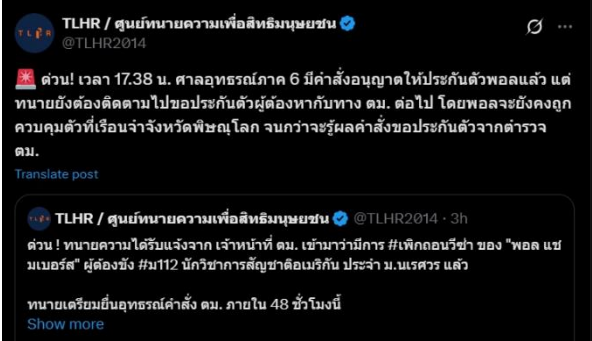 TLHR
TLHR / ศูนย์ทนายความเพื่อสิทธิมนุษยชน
@TLHR2014
🚨 ด่วน! เวลา 17.38 น. ศาลอุทธรณ์ภาค 6 มีคำสั่งอนุญาตให้ประกันตัวพอลแล้ว แต่
ทนายยังต้องติดตามไปขอประกันตัวผู้ต้องหากับทาง ตม. ต่อไป โดยพอลจะยังคงถูก
ควบคุมตัวที่เรือนจำจังหวัดพิษณุโลก จนกว่าจะรู้ผลคำสั่งขอประกันตัวจากตำรวจ
ตม.
Translate post
TLHR / ศูนย์ทนายความเพื่อสิทธิมนุษยชน @TLHR2014 · 3h
ด่วน ! ทนายความได้รับแจ้งจาก เจ้าหน้าที่ ตม. เข้ามาว่ามีการ #เพิกถอนวีซ่า ของ "พอล แช
มเบอร์ส" ผู้ต้องขัง #ม112 นักวิชาการสัญชาติอเมริกัน ประจำ ม.นเรศวร แล้ว
ทนายเตรียมยื่นอุทธรณ์คำสั่ง ตม. ภายใน 48 ชั่วโมงนี้
Show more